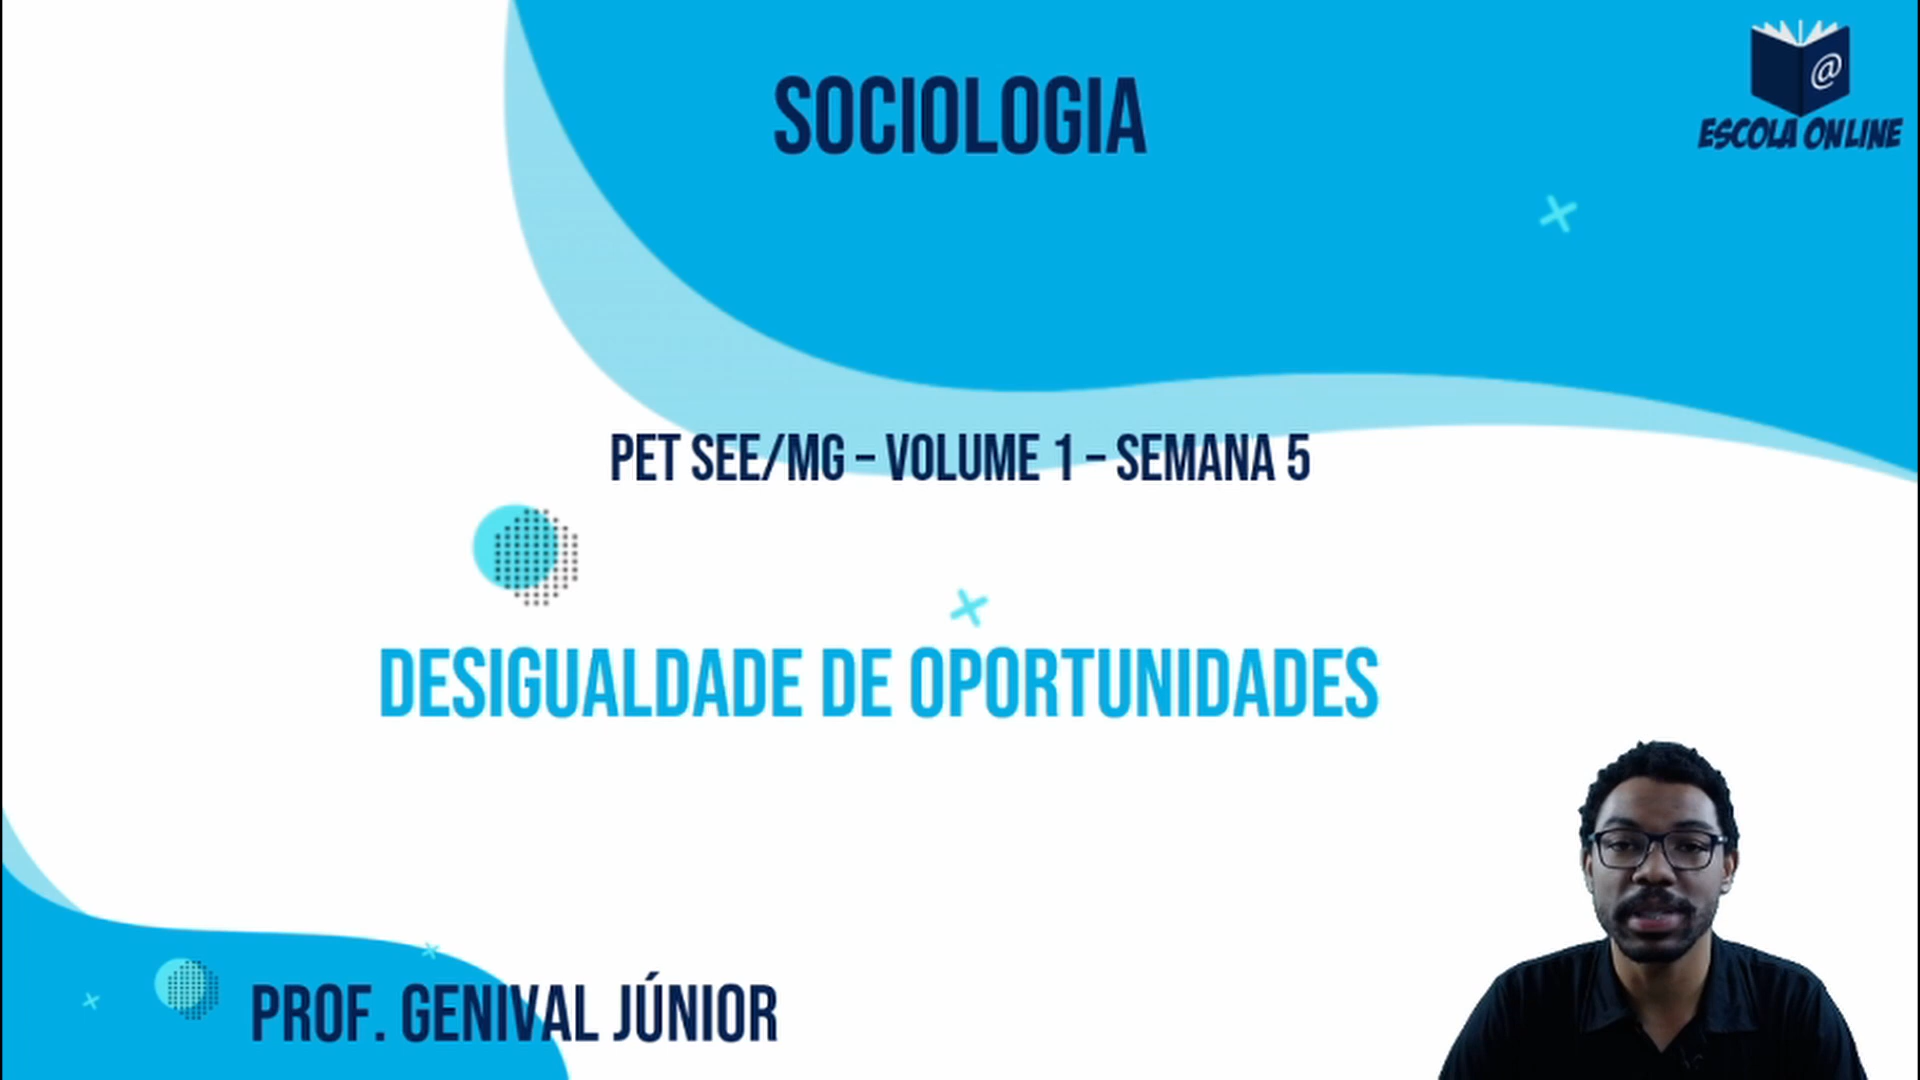 SOCIOLOGIA
@
ESCOLA ONLINE
PET SEE/MG – VOLUME 1 – SEMANA 5
DESIGUALDADE DE OPORTUNIDADES
PROF. GENIVAL JÚNIOR